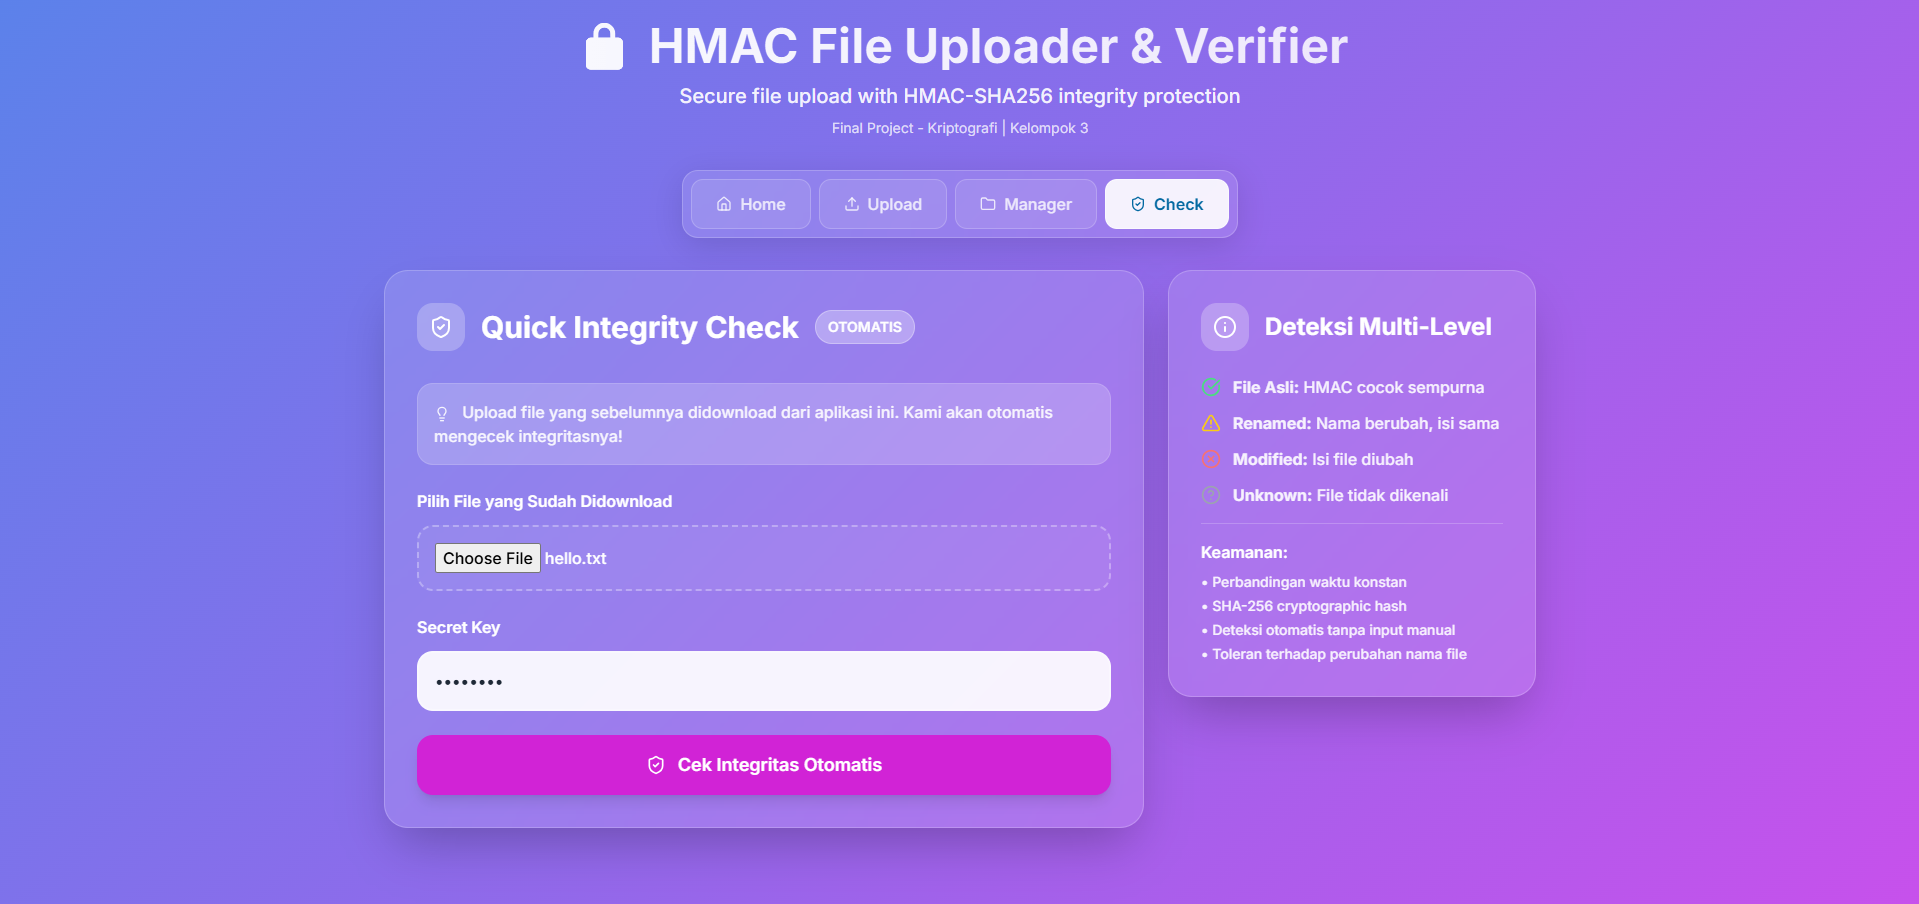 HMAC File Uploader & Verifier
Secure file upload with HMAC-SHA256 integrity protection
Final Project - Kriptografi | Kelompok 3
Home
Upload
Manager
Check
Quick Integrity Check
OTOMATIS
Upload file yang sebelumnya didownload dari aplikasi ini. Kami akan otomatis
mengecek integritasnya!
Pilih File yang Sudah Didownload
Choose File hello.txt
Secret Key
••••••••
Cek Integritas Otomatis
Deteksi Multi-Level
File Asli: HMAC cocok sempurna
Renamed: Nama berubah, isi sama
Modified: Isi file diubah
Unknown: File tidak dikenali
Keamanan:
• Perbandingan waktu konstan
• SHA-256 cryptographic hash
• Deteksi otomatis tanpa input manual
• Toleran terhadap perubahan nama file